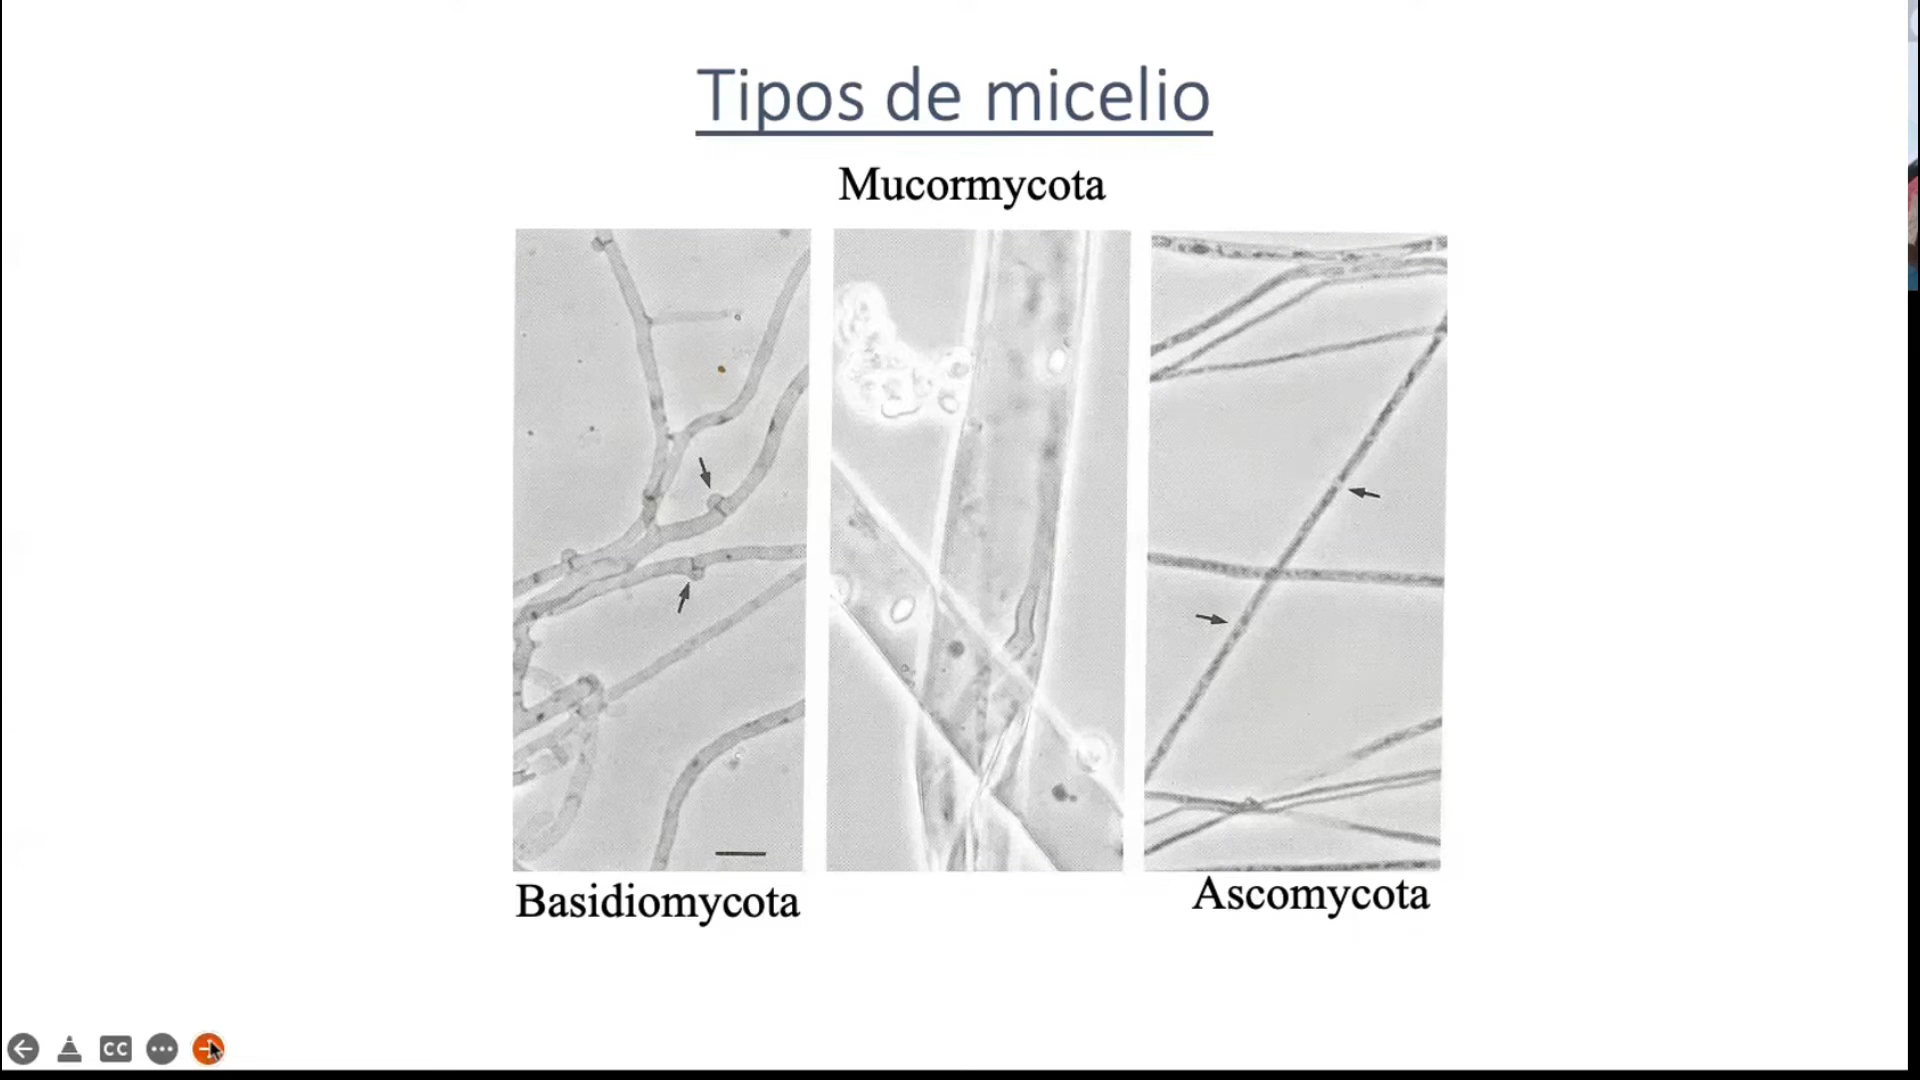 Tipos de micelio
Mucormycota
Basidiomycota
Ascomycota
CC